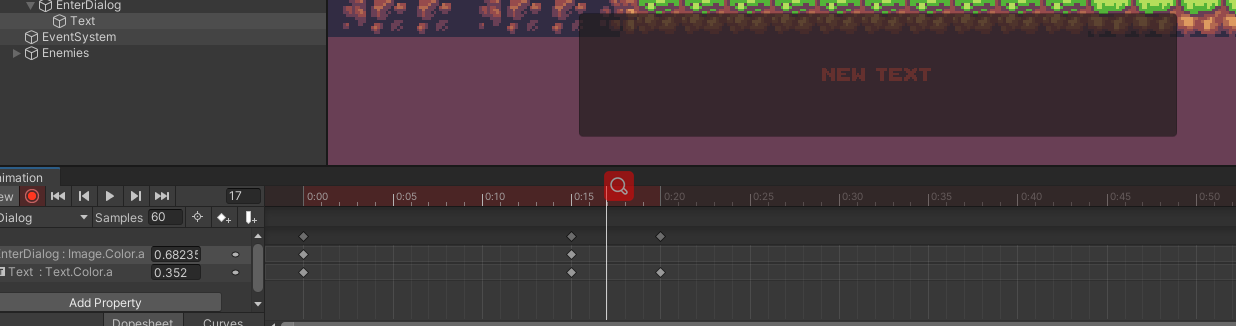 EnterDialog
Text
EventSystem
Enemies
NEW TEXT
nimation
ew
17
0:00 0:05 0:10 0:15 0:20 0:25 0:30 0:35 0:40 0:45 0:50
Dialog Samples 60
EnterDialog : Image.Color.a 0.68235
Text : Text.Color.a 0.352
Add Property
Dopesheet Curves